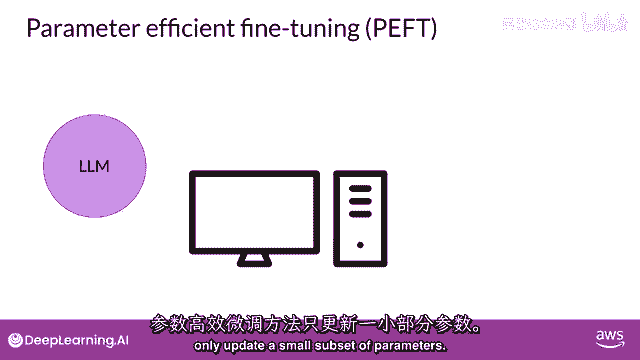 Parameter efficient fine-tuning (PEFT)
LLM
参数高效微调方法只更新一小部分参数。
only update a small subset of parameters.
DeepLearning.AI
aws